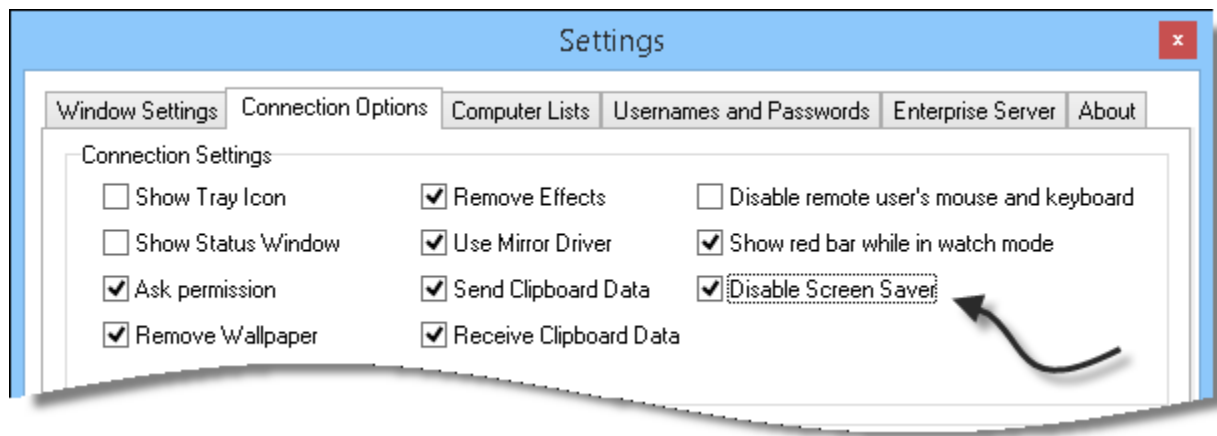 Settings
x
Window Settings Connection Options Computer Lists Usernames and Passwords Enterprise Server About
Connection Settings
Show Tray Icon Remove Effects Disable remote user's mouse and keyboard
Show Status Window Use Mirror Driver Show red bar while in watch mode
Ask permission Send Clipboard Data Disable Screen Saver
Remove Wallpaper Receive Clipboard Data